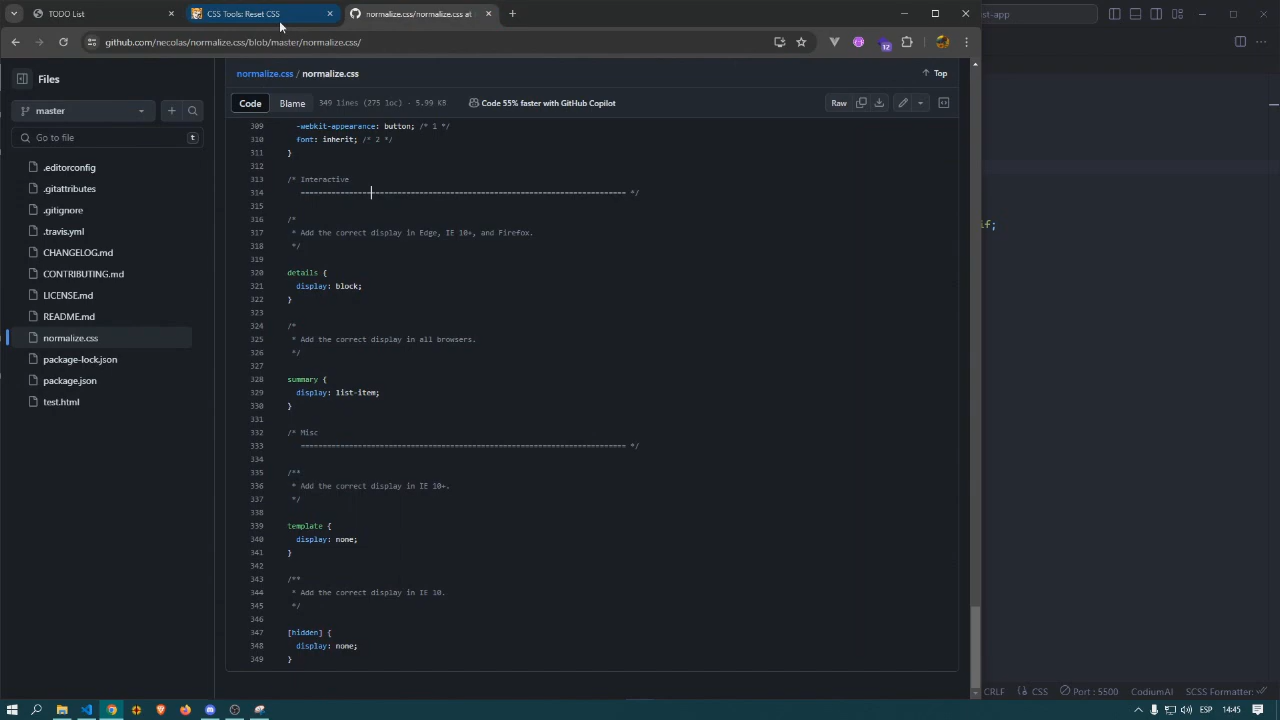 TODO List
CSS Tools: Reset CSS
normalize.css/normalize.css at
st-app
github.com/necolas/normalize.css/blob/master/normalize.css/
12
Files
normalize.css / normalize.css
Top
master
Code
Blame
349 lines (275 loc) · 5.99 KB
Code 55% faster with GitHub Copilot
Raw
Go to file
t
.editorconfig
.gitattributes
.gitignore
.travis.yml
CHANGELOG.md
CONTRIBUTING.md
LICENSE.md
README.md
normalize.css
package-lock.json
package.json
test.html
309 -webkit-appearance: button; /* 1 */
310 font: inherit; /* 2 */
311 }
312
313 /* Interactive
314 ========================================================================== */
315
316 /*
317 * Add the correct display in Edge, IE 10+, and Firefox.
318 */
319
320 details {
321 display: block;
322 }
323
324 /*
325 * Add the correct display in all browsers.
326 */
327
328 summary {
329 display: list-item;
330 }
331
332 /* Misc
333 ========================================================================== */
334
335 /**
336 * Add the correct display in IE 10+.
337 */
338
339 template {
340 display: none;
341 }
342
343 /**
344 * Add the correct display in IE 10.
345 */
346
347 [hidden] {
348 display: none;
349 }
if;
CRLF
CSS
Port : 5500
CodiumAI
SCSS Formatter:
ESP
14:45